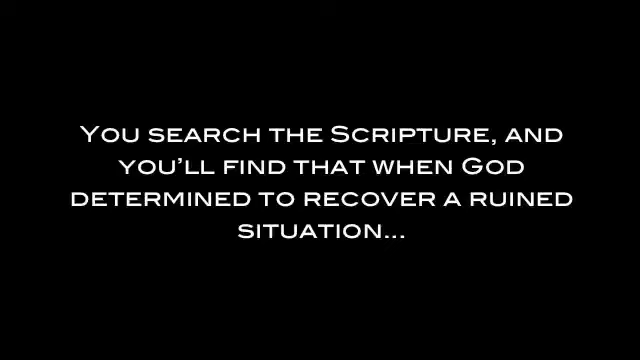 You search the Scripture, and
you’ll find that when God
determined to recover a ruined
situation...